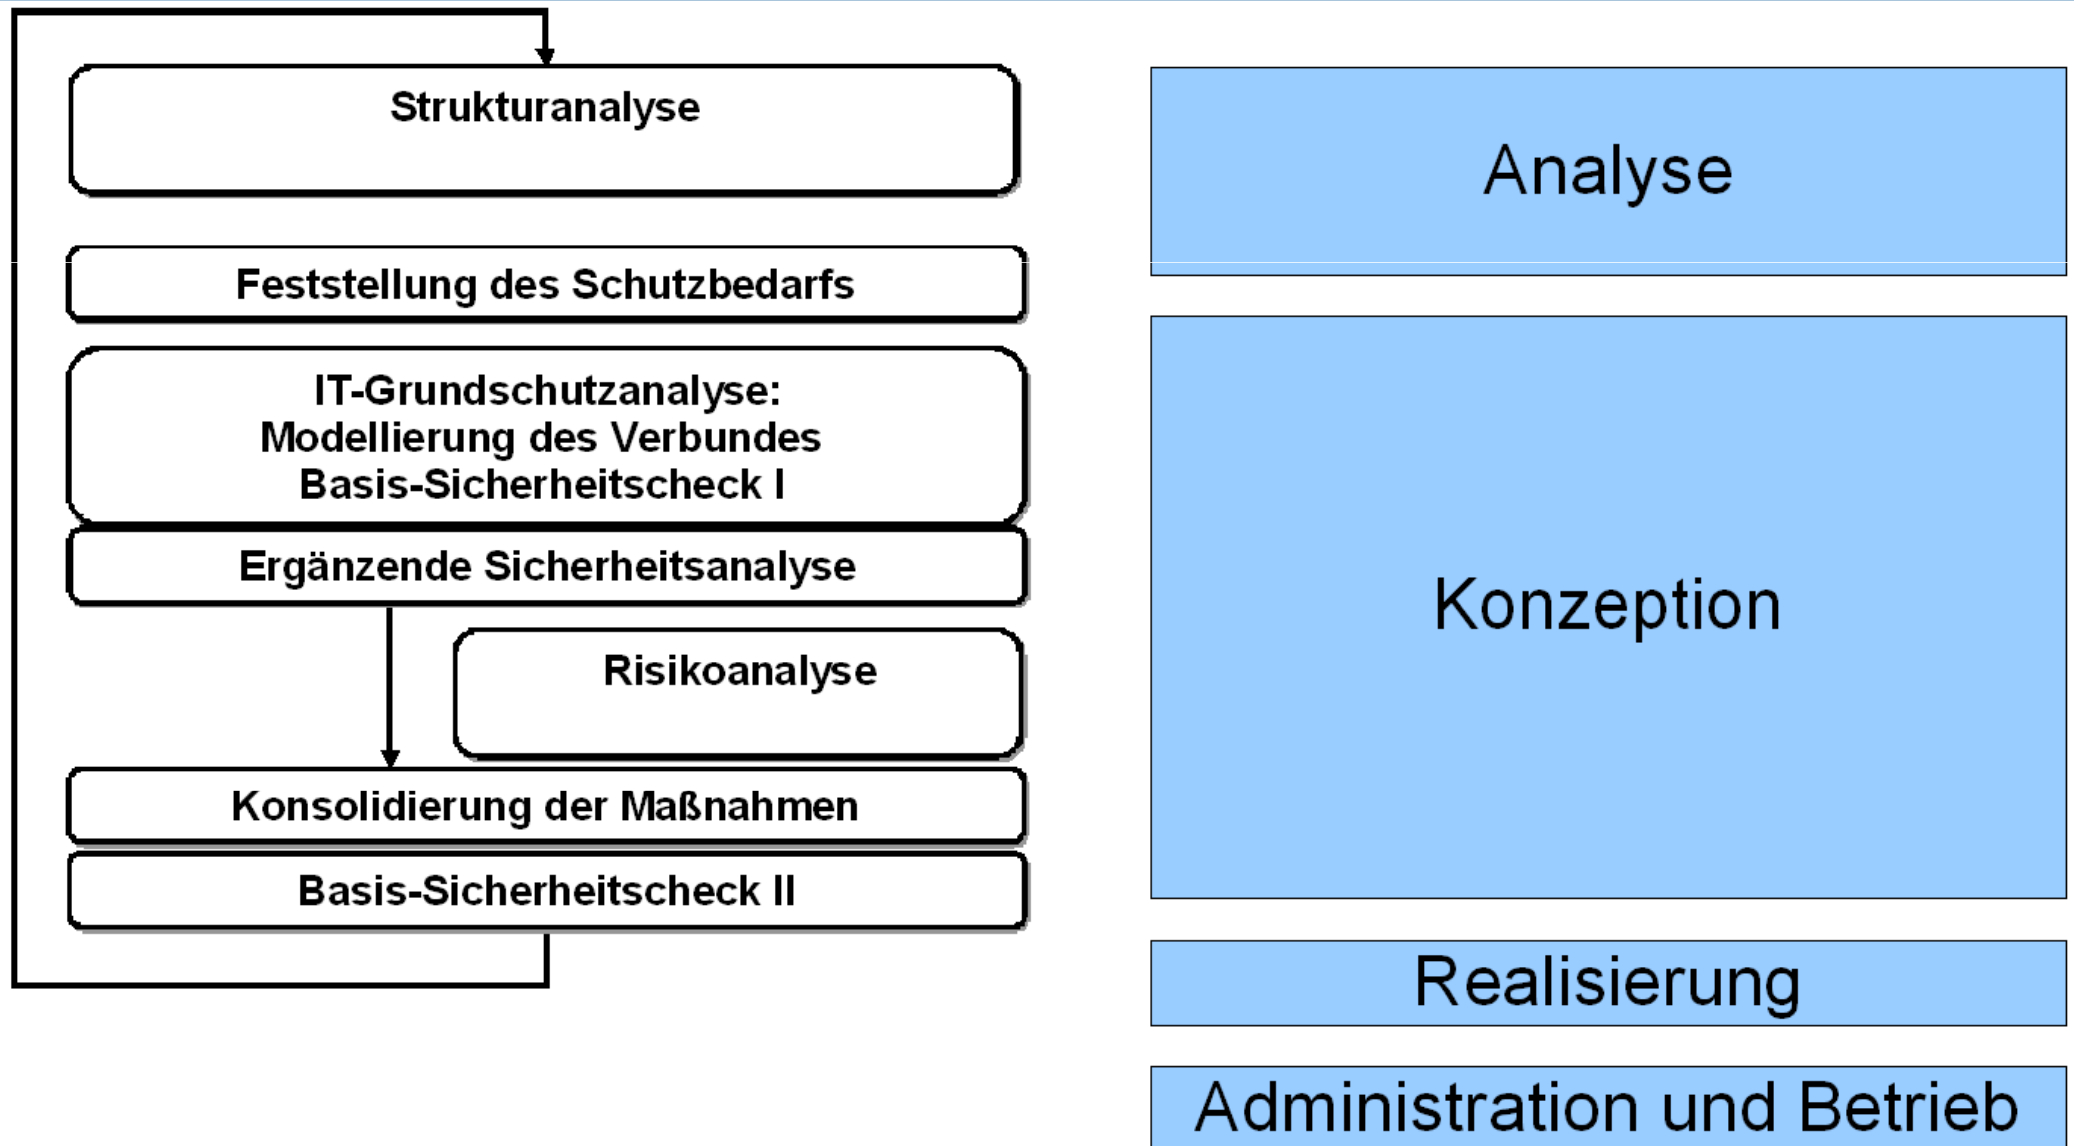 Strukturanalyse
Feststellung des Schutzbedarfs
IT-Grundschutzanalyse:
Modellierung des Verbundes
Basis-Sicherheitscheck I
Ergänzende Sicherheitsanalyse
Risikoanalyse
Konsolidierung der Maßnahmen
Basis-Sicherheitscheck II
Analyse
Konzeption
Realisierung
Administration und Betrieb